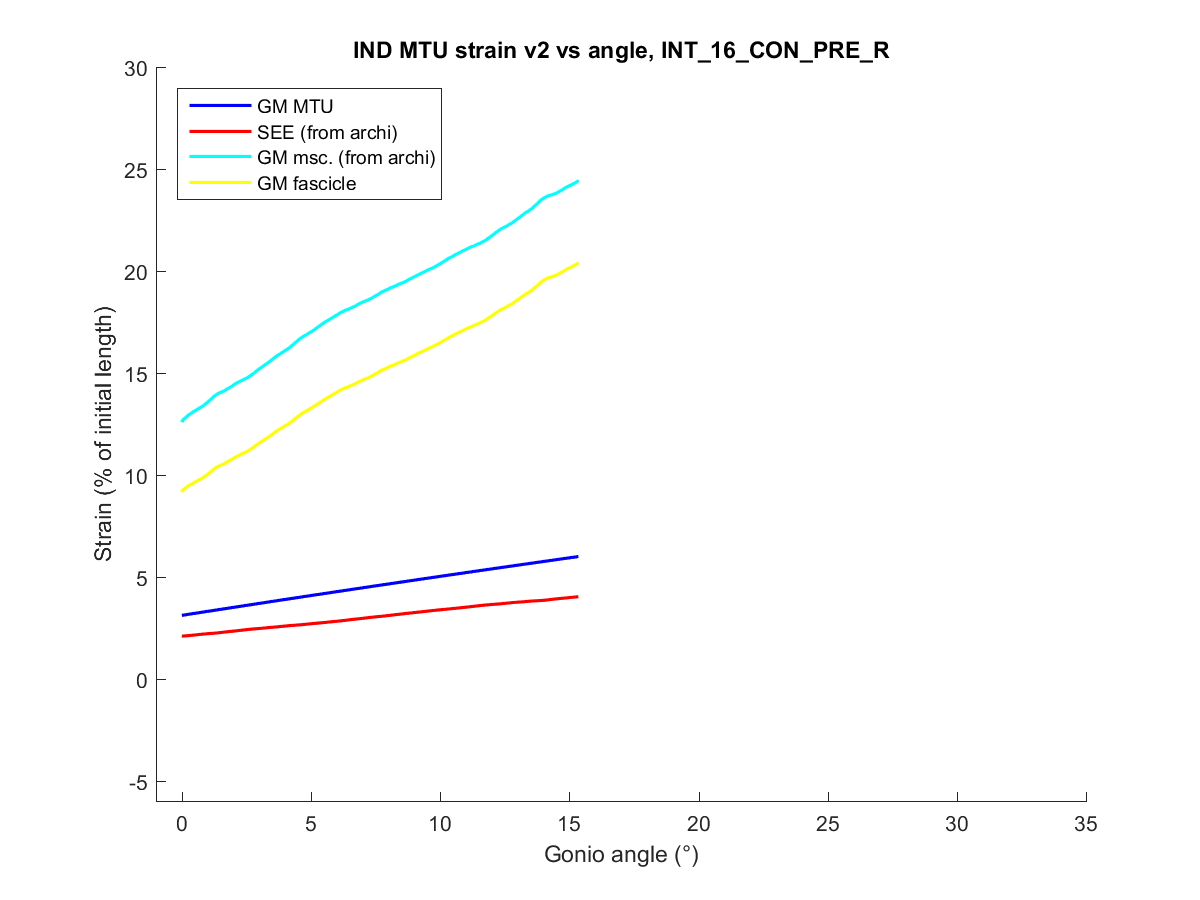 IND MTU strain v2 vs angle, INT_16_CON_PRE_R
30
25
20
15
10
5
0
-5
GM MTU
SEE (from archi)
GM msc. (from archi)
GM fascicle
Strain (% of initial length)
0 5 10 15 20 25 30 35
Gonio angle (°)